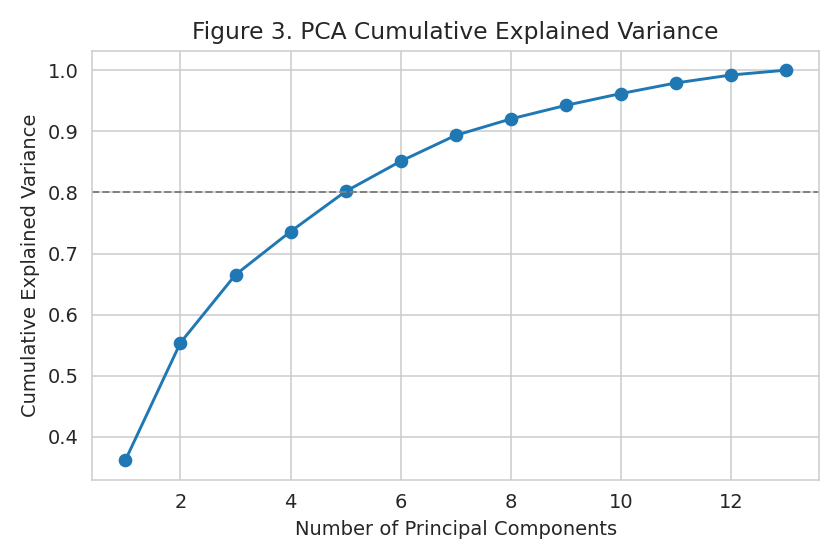 Figure 3. PCA Cumulative Explained Variance
Cumulative Explained Variance
1.0
0.9
0.8
0.7
0.6
0.5
0.4
2 4 6 8 10 12
Number of Principal Components